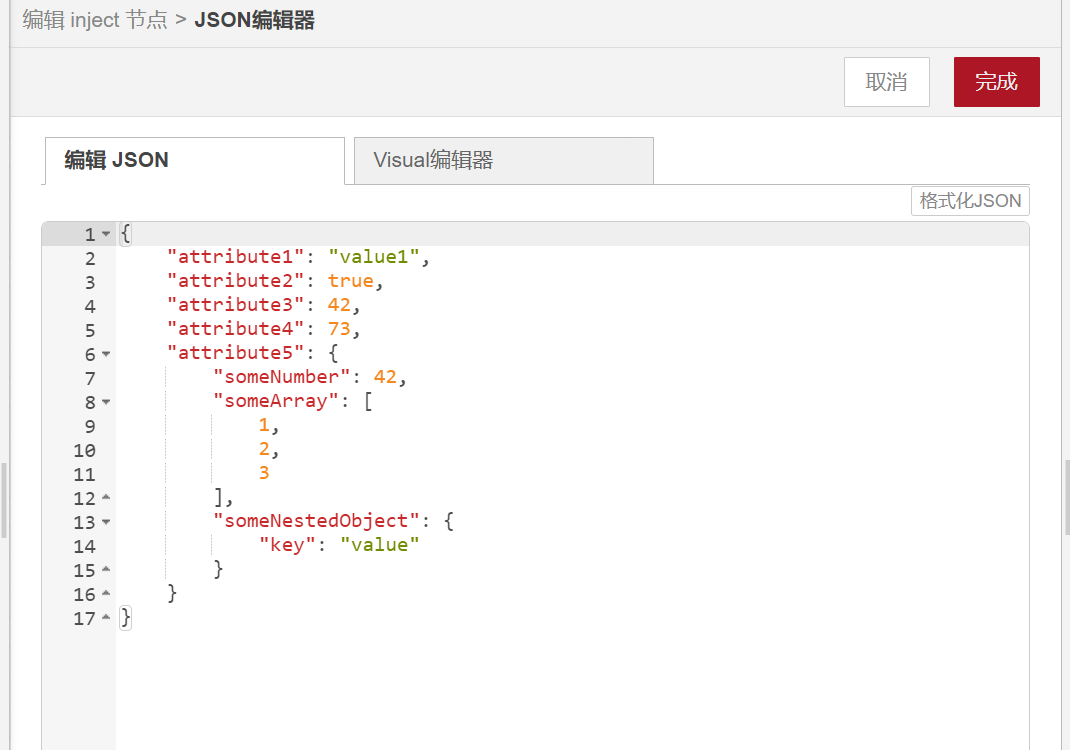 编辑 inject 节点 > JSON编辑器
取消 完成
编辑 JSON Visual编辑器
格式化JSON
1 {
2 "attribute1": "value1",
3 "attribute2": true,
4 "attribute3": 42,
5 "attribute4": 73,
6 "attribute5": {
7 "someNumber": 42,
8 "someArray": [
9 1,
10 2,
11 3
12 ],
13 "someNestedObject": {
14 "key": "value"
15 }
16 }
17 }